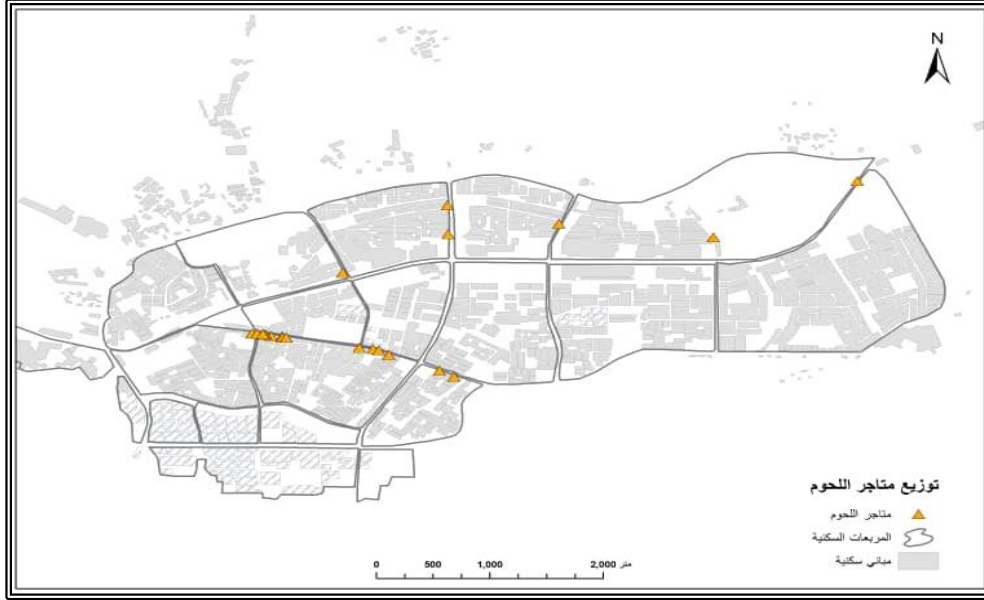 N
توزيع متاجر اللحوم
متاجر اللحوم
المربعات السكنية
مباني سكنية
0 500 1,000 2,000 متر